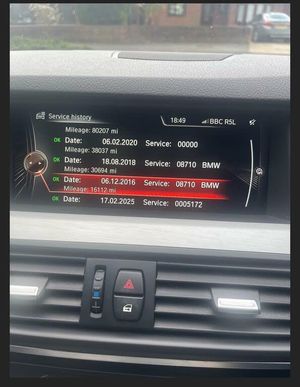 Service history
18:49 BBC R5L
Mileage: 80207 mi
OK Date: 06.02.2020 Service: 00000
Mileage: 38037 mi
OK Date: 18.08.2018 Service: 08710 BMW
Mileage: 30694 mi
OK Date: 06.12.2016 Service: 08710 BMW
Mileage: 16112 mi
OK Date: 17.02.2025 Service: 0005172